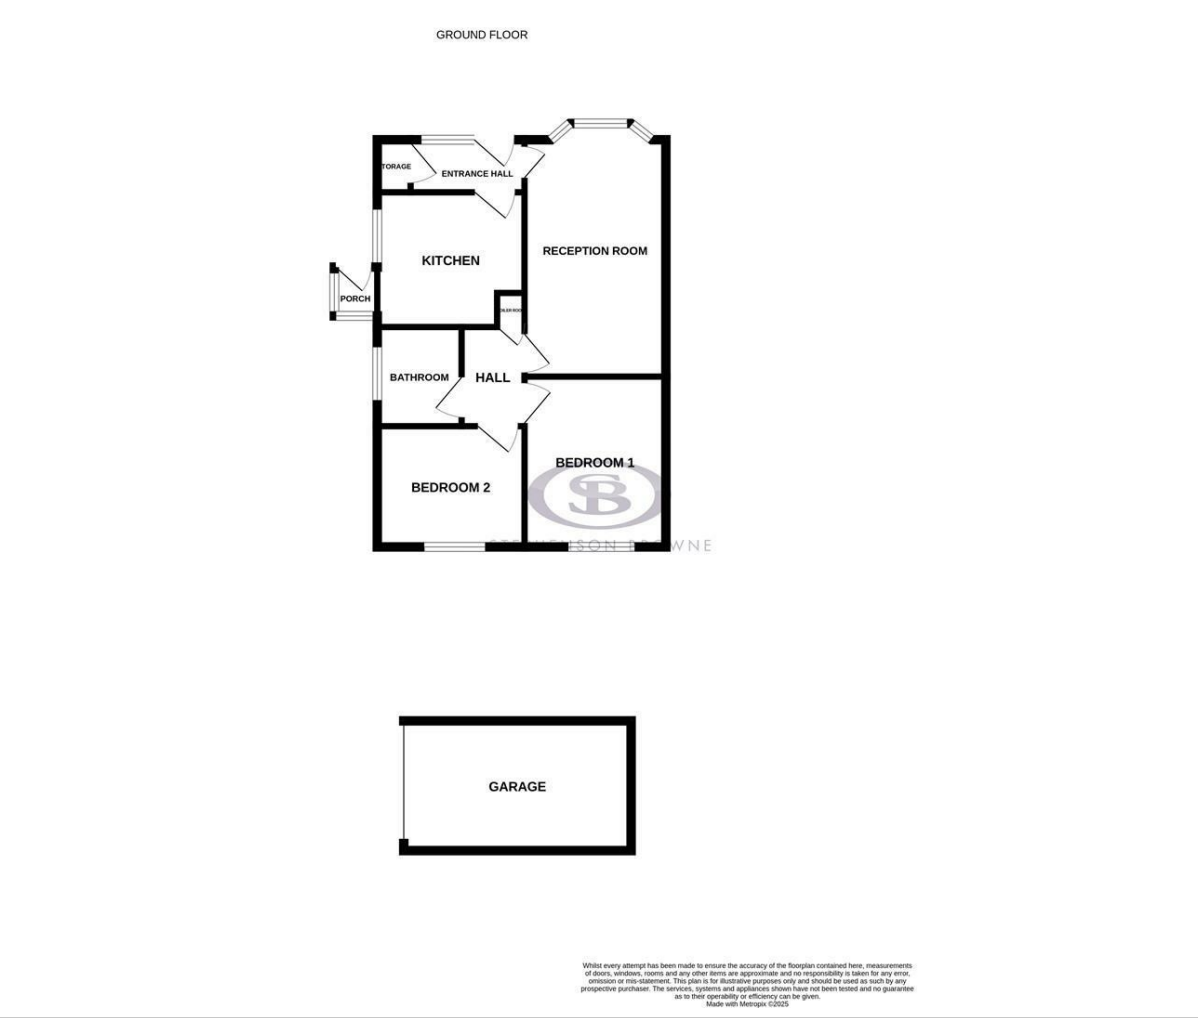 GROUND FLOOR
TORAGE
ENTRANCE HALL
RECEPTION ROOM
KITCHEN
PORCH
BATHROOM
HALL
BEDROOM 1
BEDROOM 2
SB
STEPHENSON BROWNE
GARAGE
Whilst every attempt has been made to ensure the accuracy of the floorplan contained here, measurements
of doors, windows, rooms and any other items are approximate and no responsibility is taken for any error,
omission or mis-statement. This plan is for illustrative purposes only and should be used as such by any
prospective purchaser. The services, systems and appliances shown have not been tested and no guarantee
as to their operability or efficiency can be given.
Made with Metropix ©2025